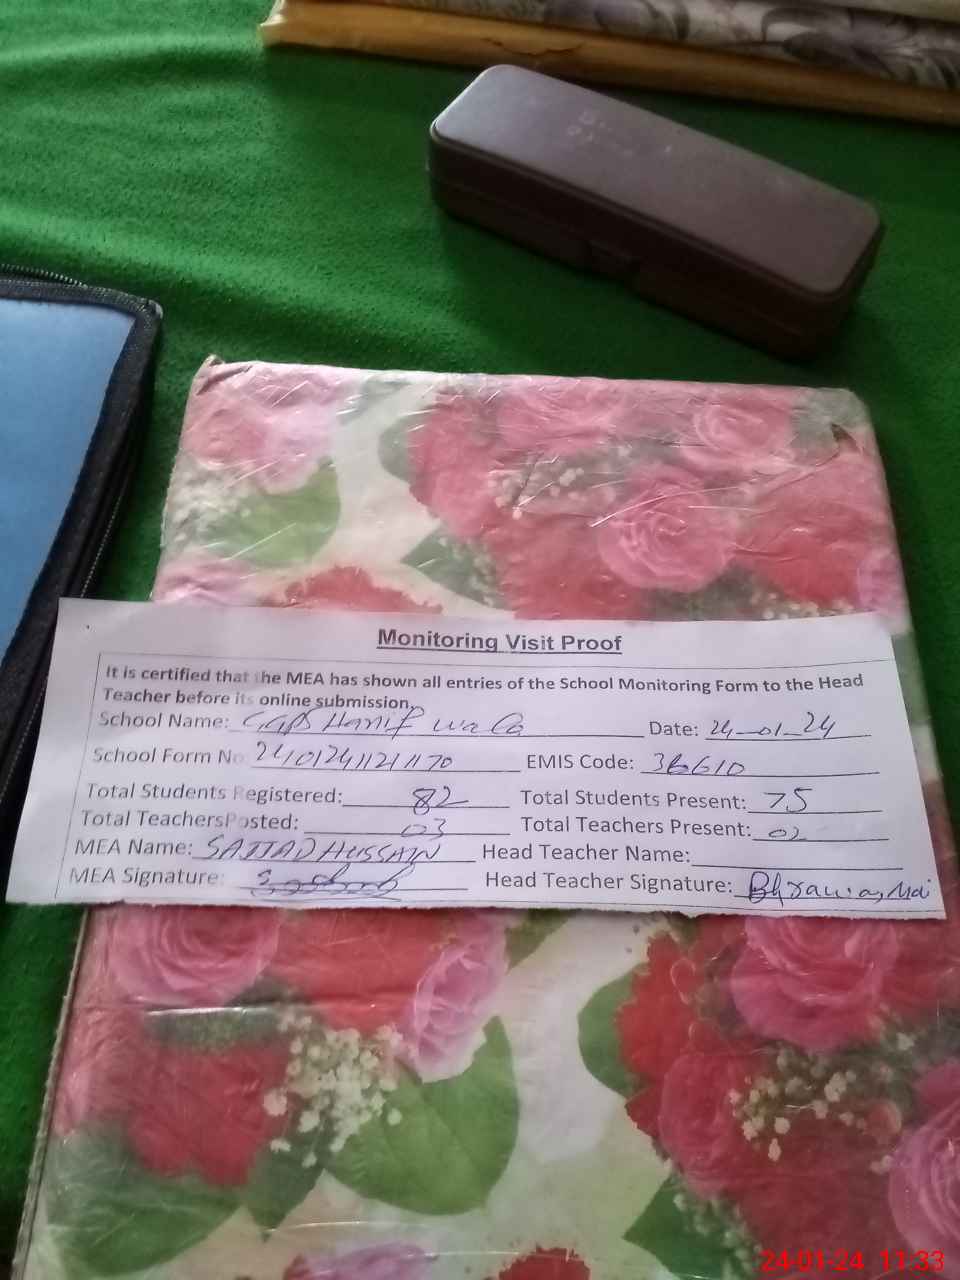 Monitoring Visit Proof
It is certified that the MEA has shown all entries of the School Monitoring Form to the Head
Teacher before its online submission.
School Name: GGPS Hanif wala Date: 24-01-24
School Form No: 240124112117 70 EMIS Code: 36610
Total Students Registered: 82 Total Students Present: 75
Total TeachersPosted: 03 Total Teachers Present: 02
MEA Name: SAJJAD HUSSAIN Head Teacher Name:
MEA Signature: Head Teacher Signature:
24-01-24 11:33